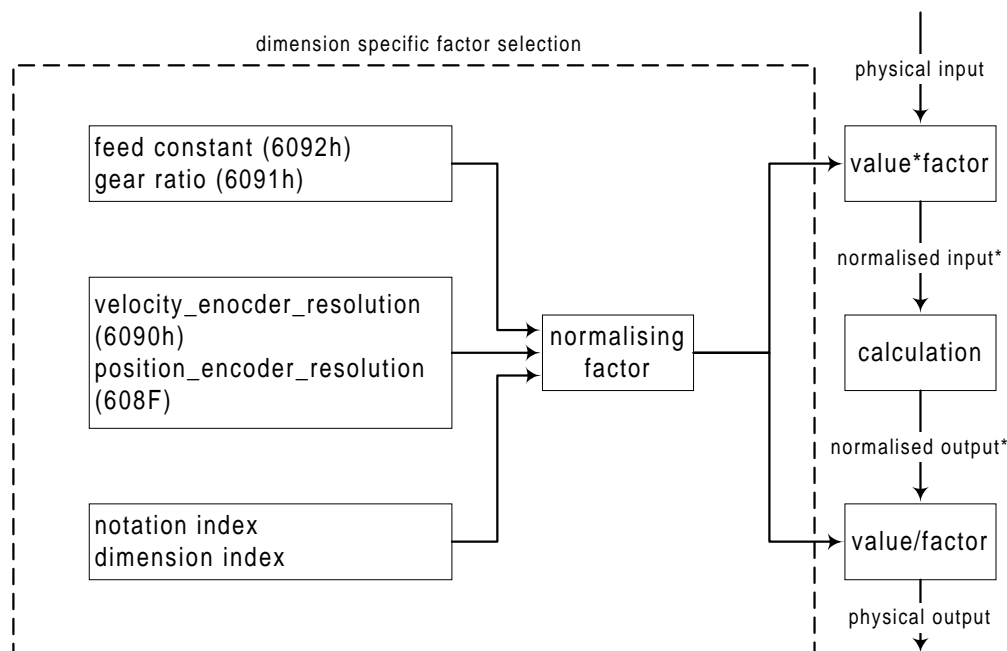 dimension specific factor selection
physical input
feed constant (6092h)
gear ratio (6091h)
value*factor
normalised input*
velocity_enocder_resolution
(6090h)
position_encoder_resolution
(608F)
normalising
factor
calculation
normalised output*
notation index
dimension index
value/factor
physical output